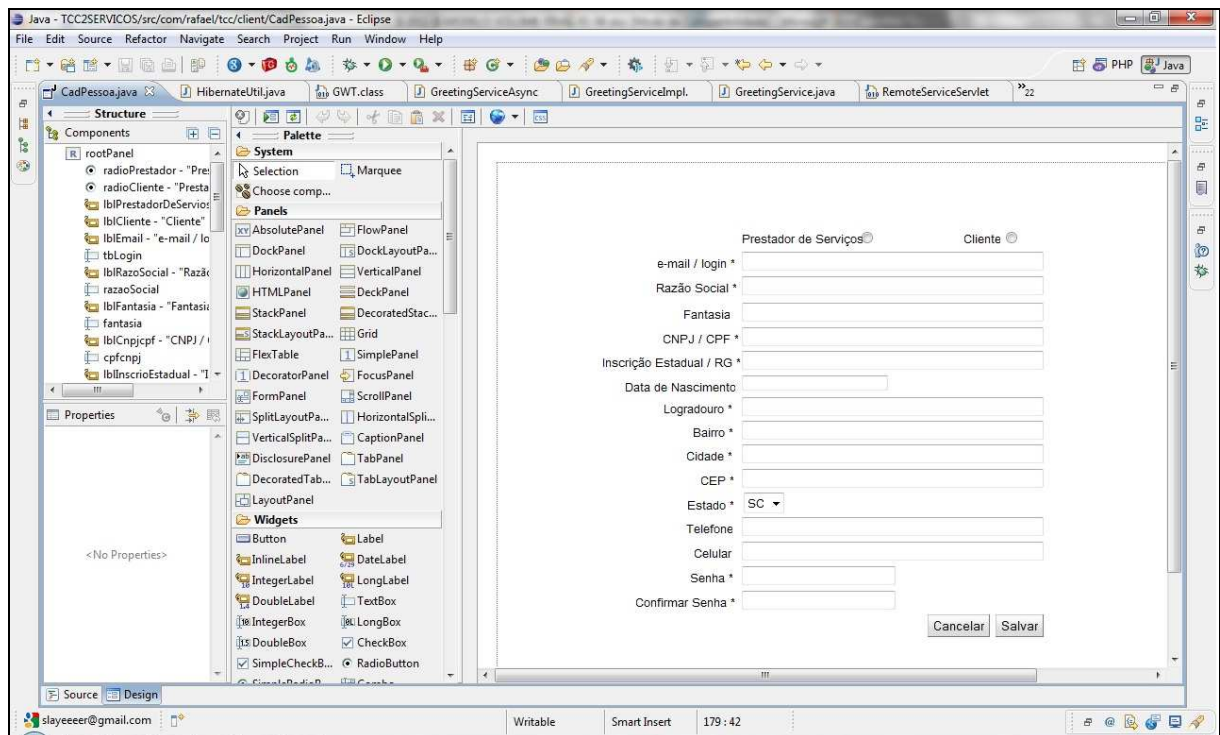 Java - TCC2SERVICOS/src/com/rafael/tcc/client/CadPessoa.java - Eclipse
File Edit Source Refactor Navigate Search Project Run Window Help
PHP Java
CadPessoa.java HibernateUtil.java GWT.class GreetingServiceAsync GreetingServiceImpl. GreetingService.java RemoteServiceServlet »22
Structure
Components
rootPanel
radioPrestador - "Pres
radioCliente - "Presta
lblPrestadorDeServios
lblCliente - "Cliente"
lblEmail - "e-mail / lo
tbLogin
lblRazoSocial - "Razão
razaoSocial
lblFantasia - "Fantasia
fantasia
lblCnpjcpf - "CNPJ /
cpfcnpj
lblInscrioEstadual - "I
Properties
<No Properties>
Palette
System
Selection Marquee
Choose comp...
Panels
AbsolutePanel FlowPanel
DockPanel DockLayoutPa...
HorizontalPanel VerticalPanel
HTMLPanel DeckPanel
StackPanel DecoratedStac...
StackLayoutPa... Grid
FlexTable SimplePanel
DecoratorPanel FocusPanel
FormPanel ScrollPanel
SplitLayoutPa... HorizontalSpli...
VerticalSplitPa... CaptionPanel
DisclosurePanel TabPanel
DecoratedTab... TabLayoutPanel
LayoutPanel
Widgets
Button Label
InlineLabel DateLabel
IntegerLabel LongLabel
DoubleLabel TextBox
IntegerBox LongBox
DoubleBox CheckBox
SimpleCheckB... RadioButton
Prestador de Serviços Cliente
e-mail / login *
Razão Social *
Fantasia
CNPJ / CPF *
Inscrição Estadual / RG *
Data de Nascimento
Logradouro *
Bairro *
Cidade *
CEP *
Estado * SC
Telefone
Celular
Senha *
Confirmar Senha *
Cancelar Salvar
Source Design
slayeeeer@gmail.com Writable Smart Insert 179 : 42